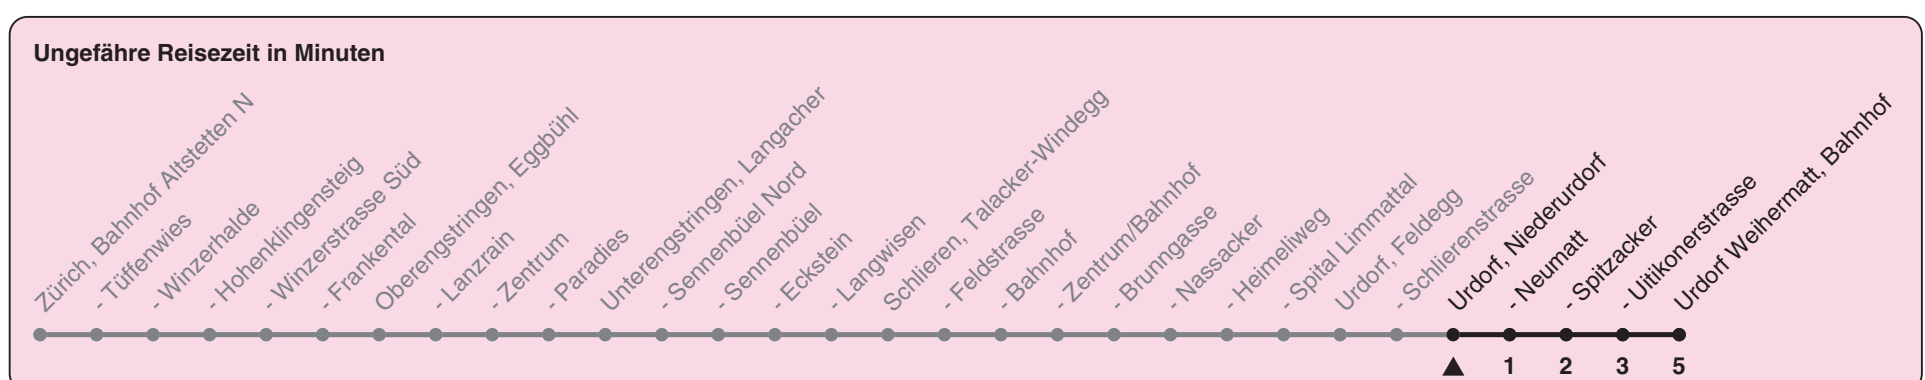 Ungefähre Reisezeit in Minuten
Zürich, Bahnhof Altstetten N
- Tüffenwies
- Winzerhalde
- Hohenklingensteig
- Winzerstrasse Süd
- Frankental
Oberengstringen, Eggbühl
- Lanzrain
- Zentrum
- Paradies
Unterengstringen, Langacher
- Sennenbüel Nord
- Sennenbüel
- Eckstein
- Langwisen
Schlieren, Talacker-Windegg
- Feldstrasse
- Bahnhof
- Zentrum/Bahnhof
- Brunngasse
- Nassacker
- Heimeliweg
- Spital Limmattal
Urdorf, Feldegg
- Schlierenstrasse
Urdorf, Niederurdorf
- Neumatt
- Spitzacker
- Uitikonerstrasse
Urdorf Weihermatt, Bahnhof
1 2 3 5